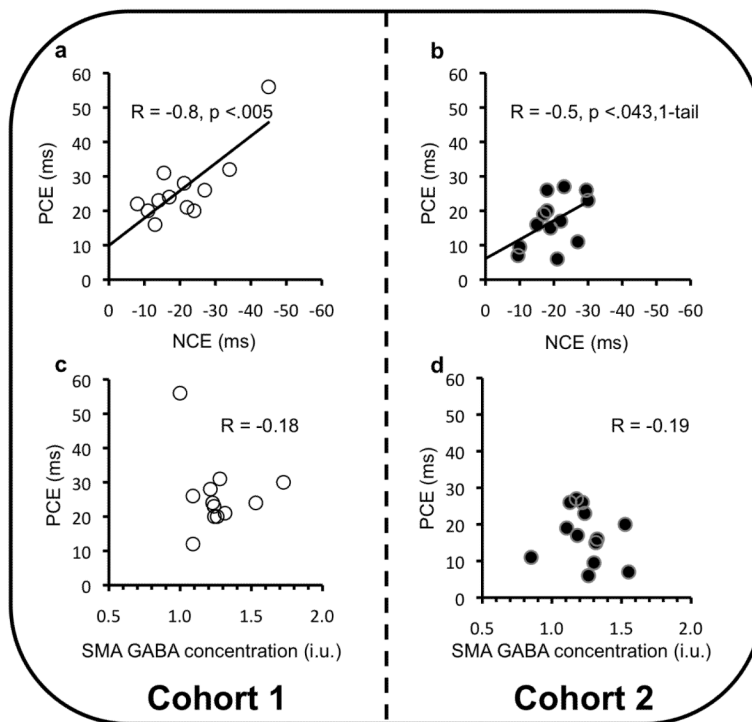 a
R = -0.8, p <.005
PCE (ms)
60
50
40
30
20
10
0
0 -10 -20 -30 -40 -50 -60
NCE (ms)
b
R = -0.5, p <.043,1-tail
PCE (ms)
60
50
40
30
20
10
0
0 -10 -20 -30 -40 -50 -60
NCE (ms)
c
R = -0.18
PCE (ms)
60
50
40
30
20
10
0
0.5 1.0 1.5 2.0
SMA GABA concentration (i.u.)
Cohort 1
d
R = -0.19
PCE (ms)
60
50
40
30
20
10
0
0.5 1.0 1.5 2.0
SMA GABA concentration (i.u.)
Cohort 2